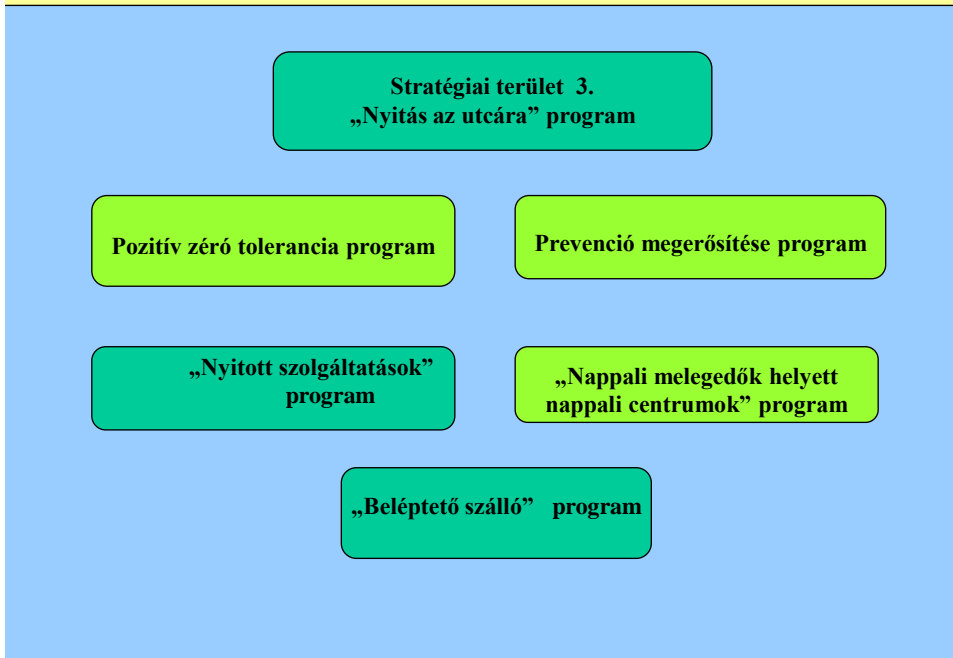 Stratégiai terület 3.
„Nyitás az utcára” program
Pozitív zéró tolerancia program
Prevenció megerősítése program
„Nyitott szolgáltatások”
program
„Nappali melegedők helyett
nappali centrumok” program
„Beléptető szálló” program